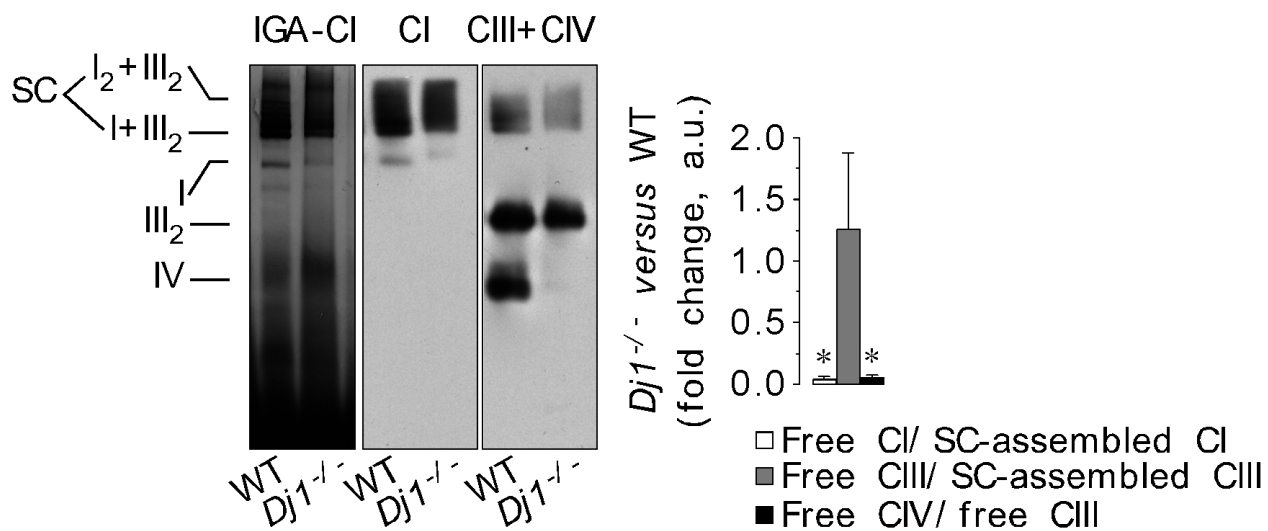 IGA-CI CI CIII+CIV
SC
I2+III2
I+III2
I
III2
IV
WT Dj1-/- WT Dj1-/- WT Dj1-/-
Dj1-/- versus WT
(fold change, a.u.)
2.0
1.5
1.0
0.5
0.0
* *
Free CI/ SC-assembled CI
Free CIII/ SC-assembled CIII
Free CIV/ free CIII